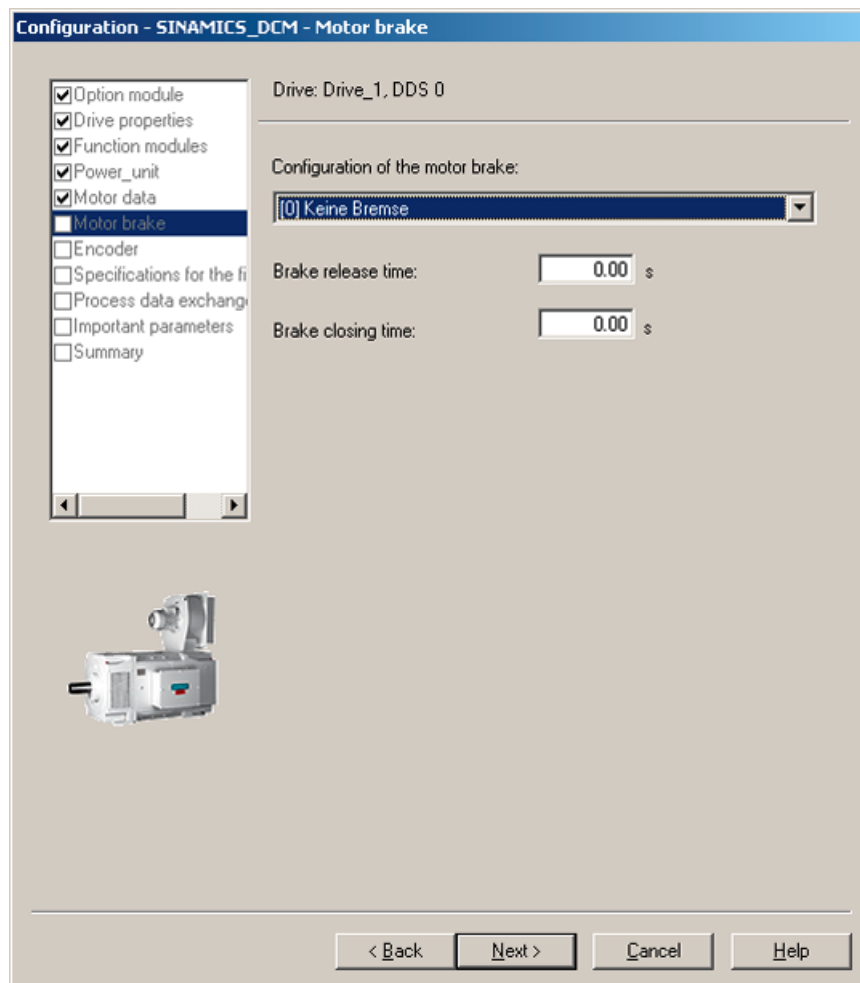 Configuration - SINAMICS_DCM - Motor brake
Option module
Drive properties
Function modules
Power_unit
Motor data
Motor brake
Encoder
Specifications for the fi
Process data exchang
Important parameters
Summary
Drive: Drive_1, DDS 0
Configuration of the motor brake:
[0] Keine Bremse
Brake release time: 0.00 s
Brake closing time: 0.00 s
< Back Next > Cancel Help